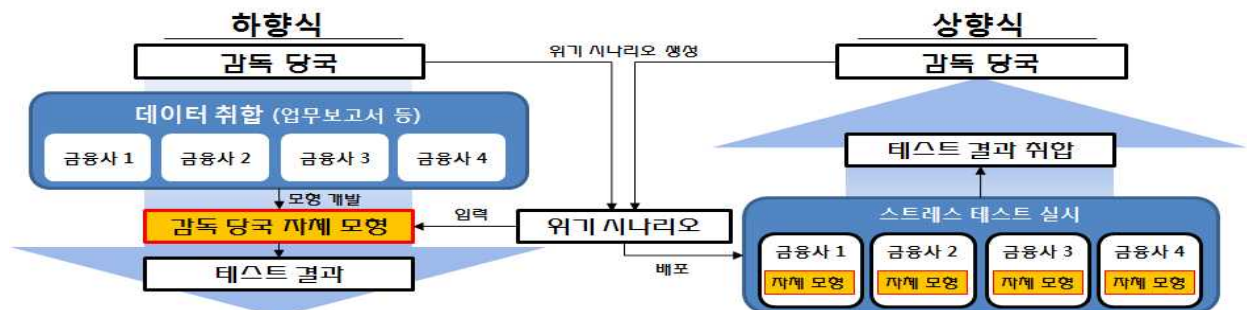 하향식
감독 당국
데이터 취합 (업무보고서 등)
금융사 1
금융사 2
금융사 3
금융사 4
모형 개발
감독 당국 자체 모형
테스트 결과
위기 시나리오 생성
입력
위기 시나리오
배포
상향식
감독 당국
테스트 결과 취합
스트레스 테스트 실시
금융사 1
자체 모형
금융사 2
자체 모형
금융사 3
자체 모형
금융사 4
자체 모형